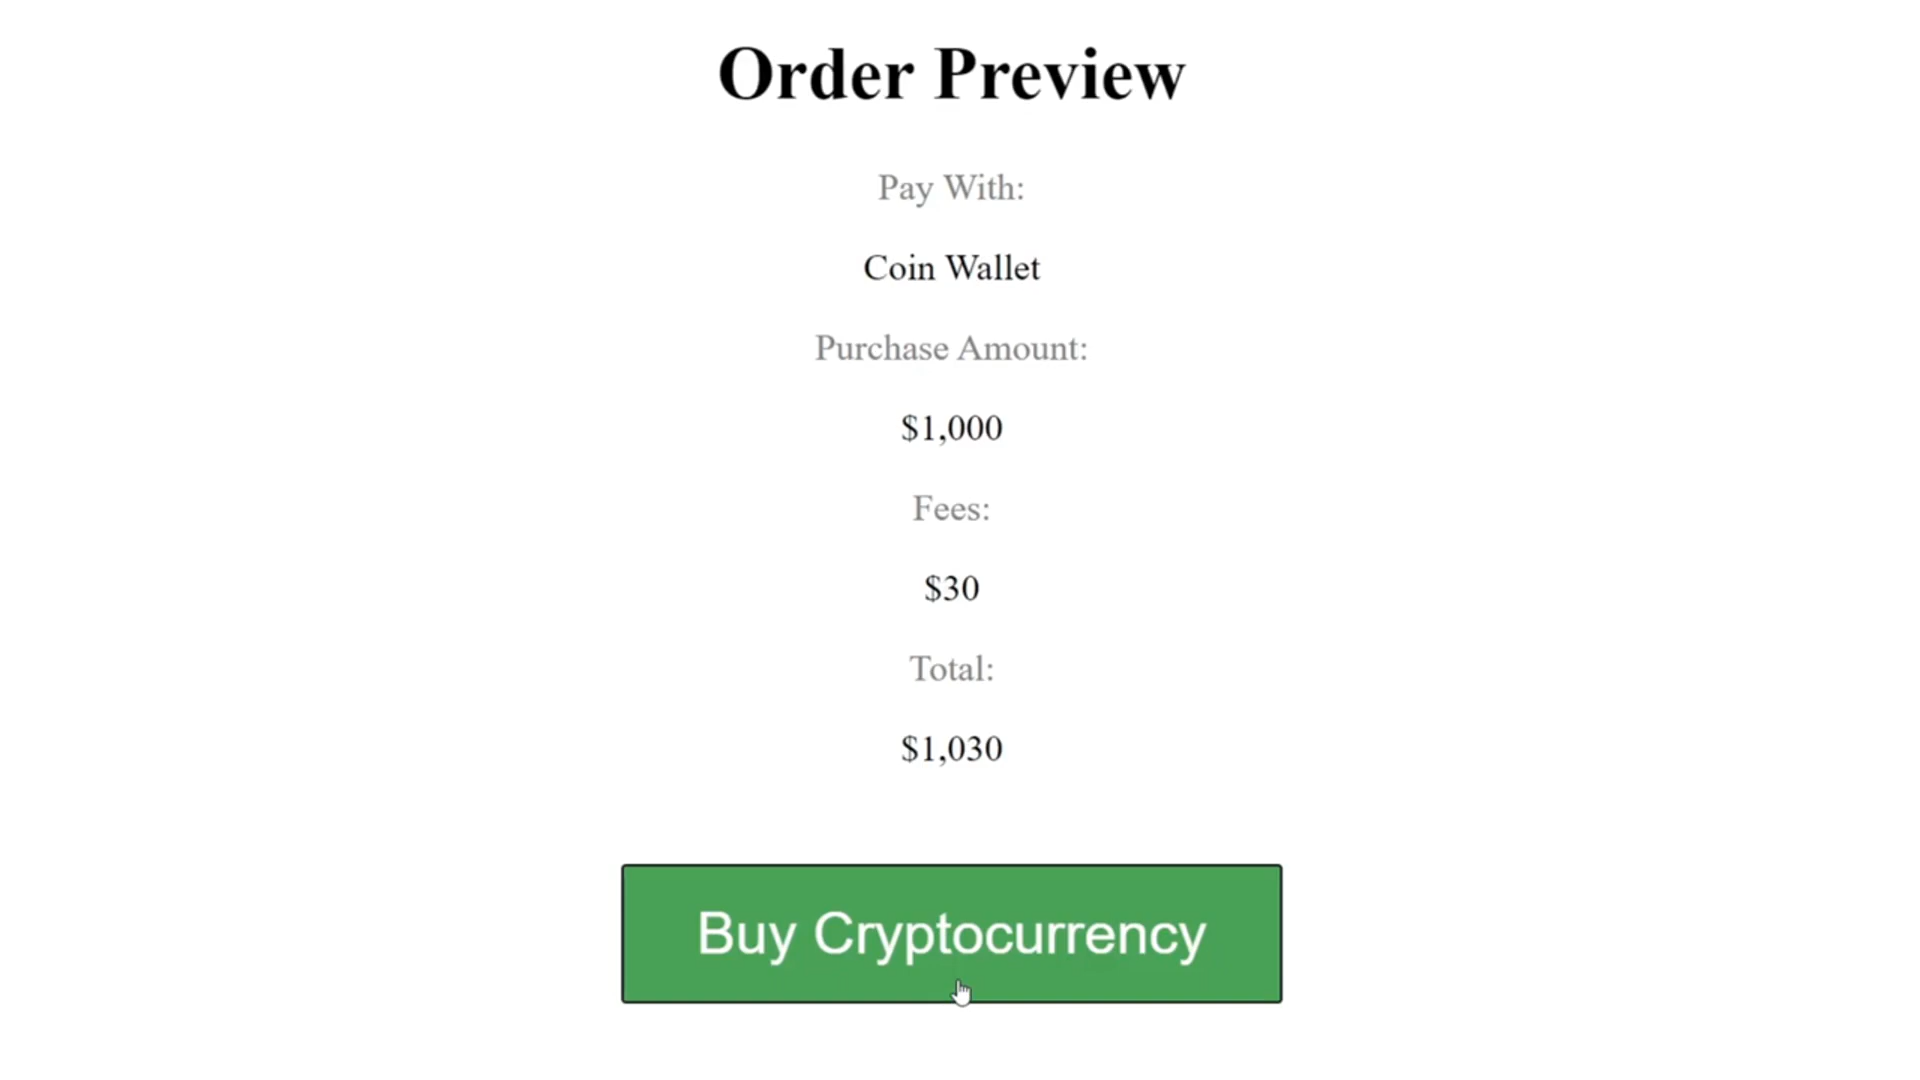 Order Preview
Pay With:
Coin Wallet
Purchase Amount:
$1,000
Fees:
$30
Total:
$1,030
Buy Cryptocurrency